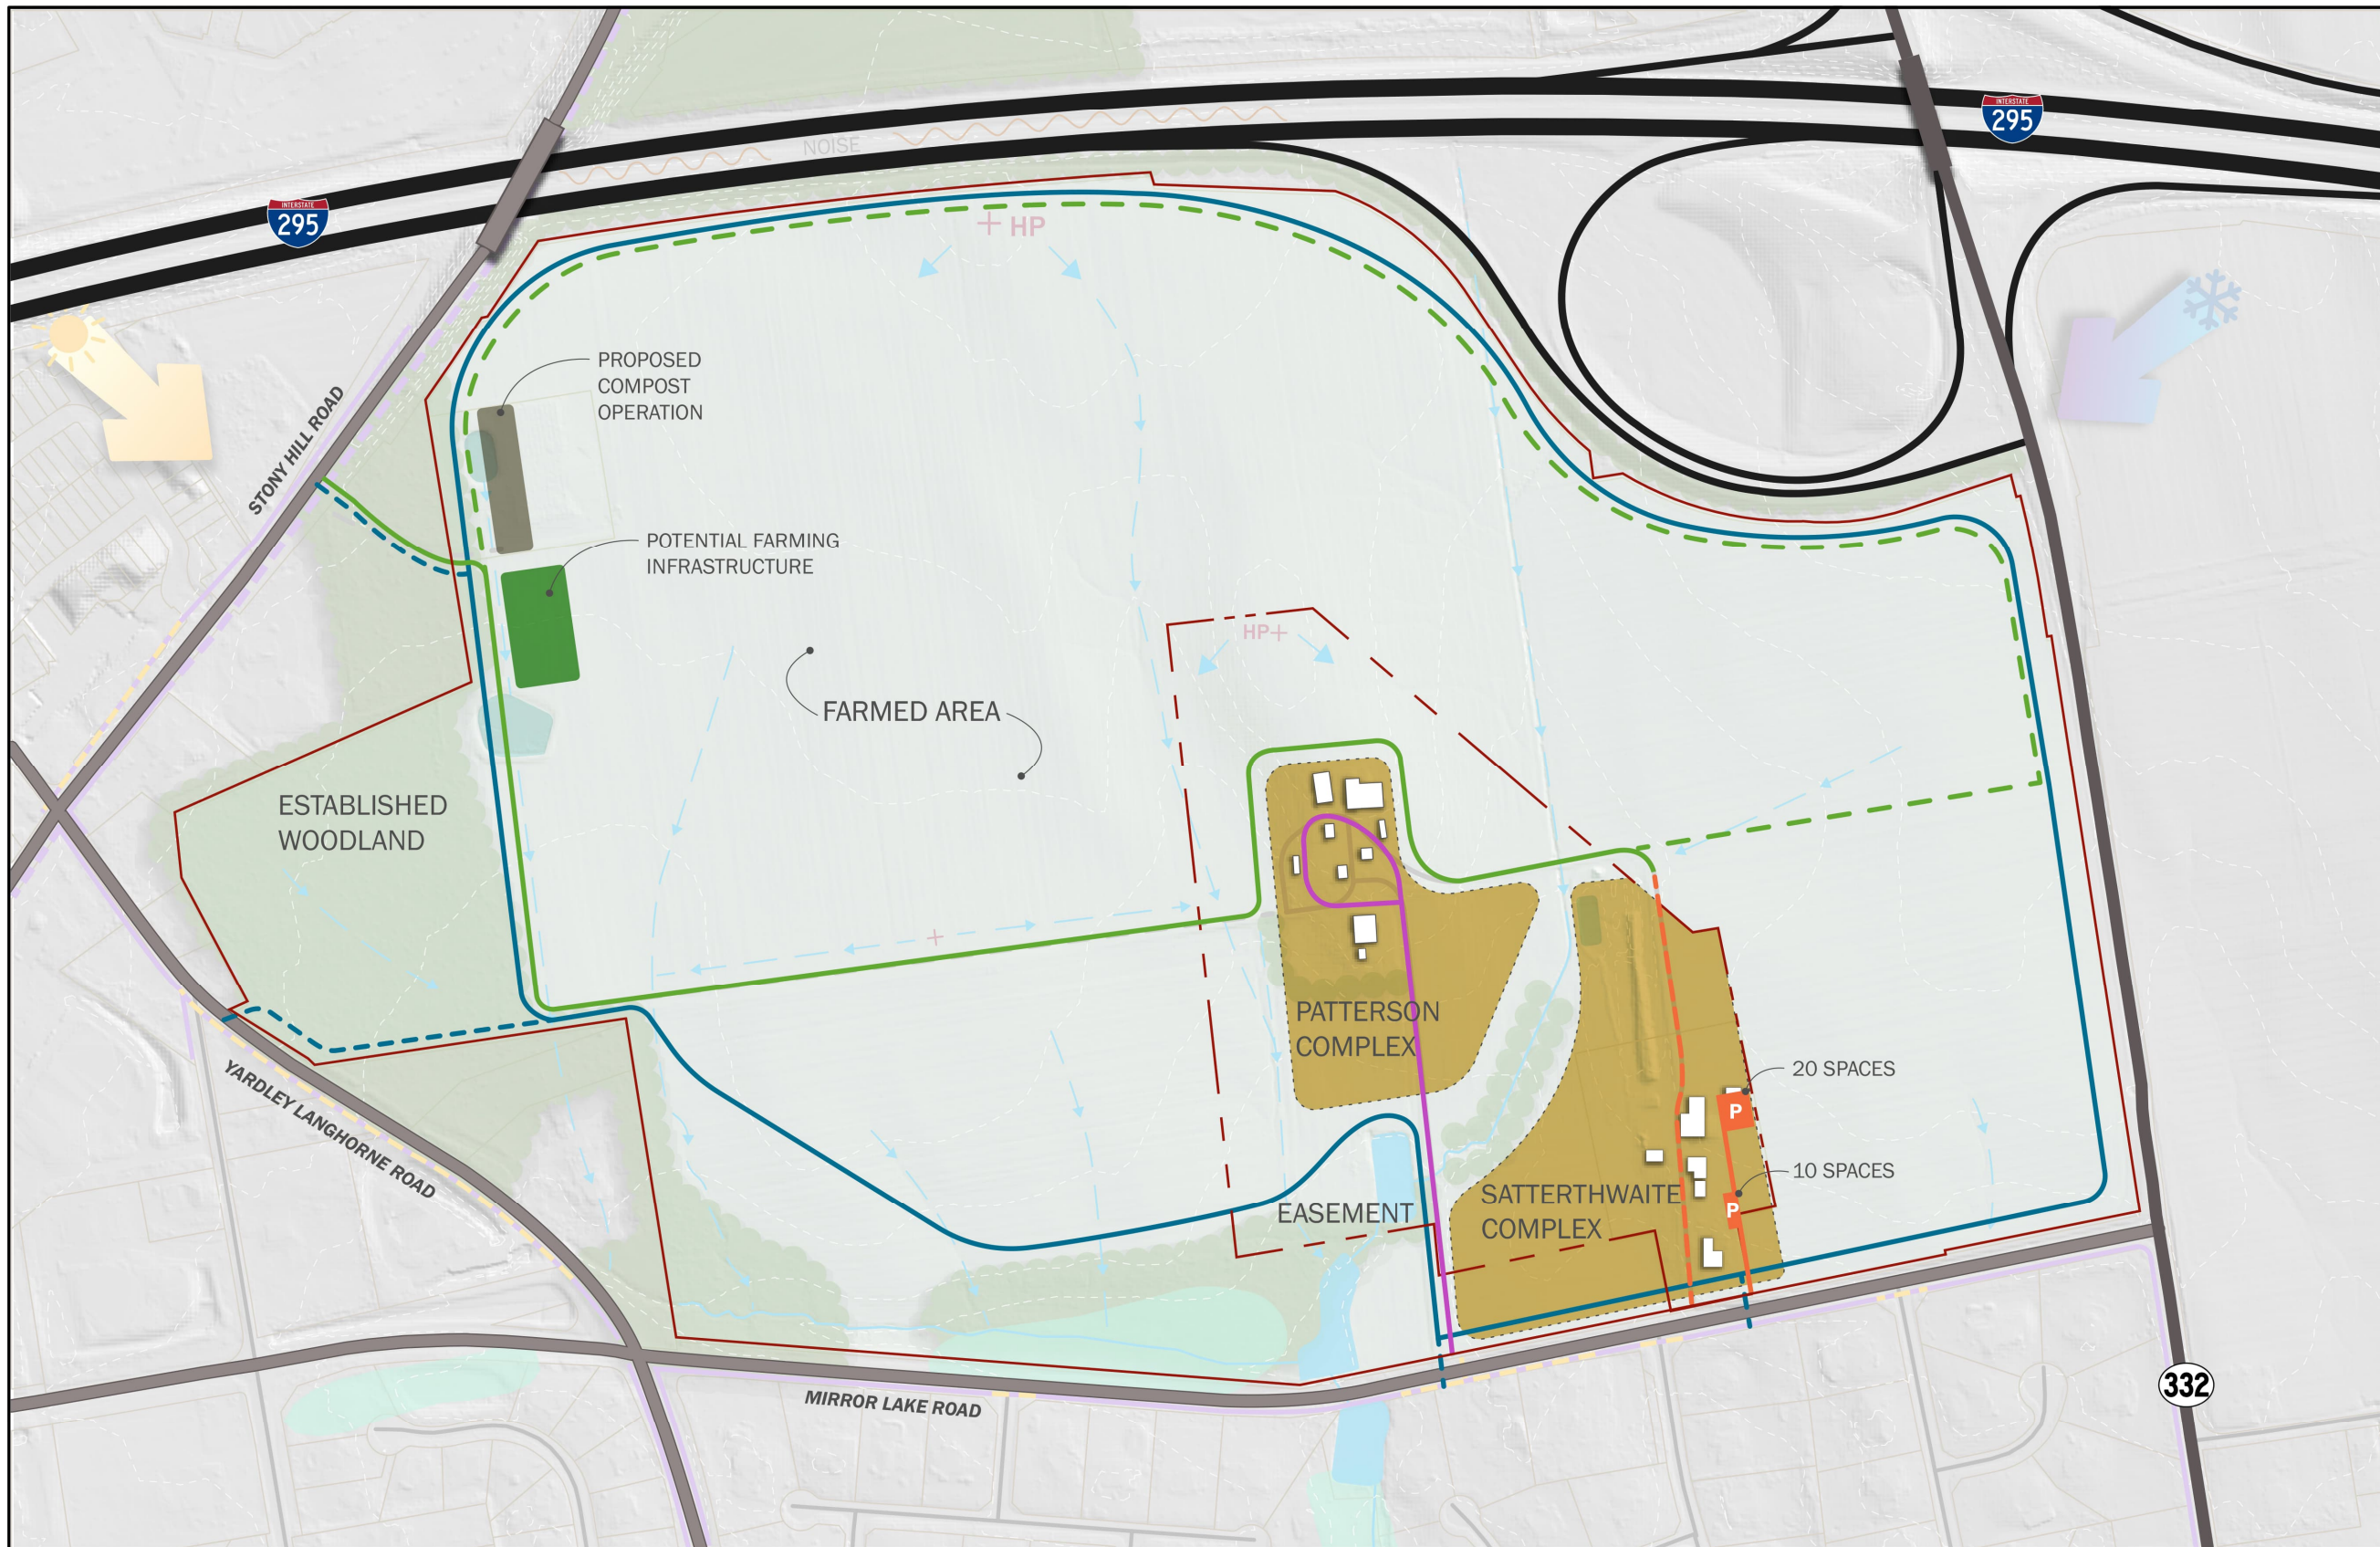 INTERSTATE
295
NOISE
INTERSTATE
295
HP
PROPOSED
COMPOST
OPERATION
STONY HILL ROAD
POTENTIAL FARMING
INFRASTRUCTURE
HP
FARMED AREA
ESTABLISHED
WOODLAND
PATTERSON
COMPLEX
20 SPACES
P
YARDLEY LANGHORNE ROAD
10 SPACES
P
SATTERTHWAITE
COMPLEX
EASEMENT
332
MIRROR LAKE ROAD